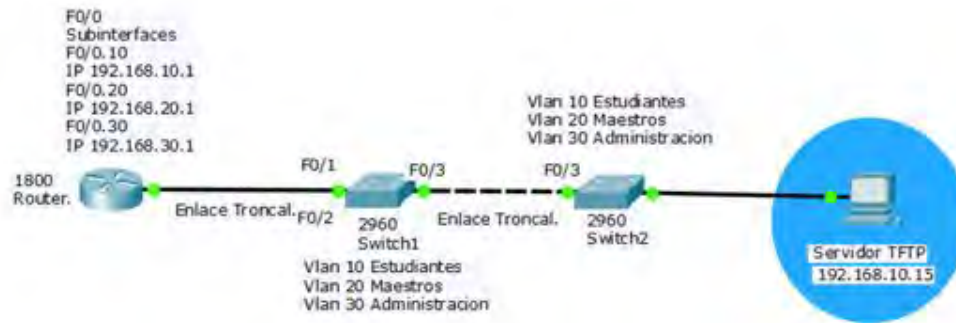 F0/0
Subinterfaces
F0/0.10
IP 192.168.10.1
F0/0.20
IP 192.168.20.1
F0/0.30
IP 192.168.30.1
1800
Router.
Enlace Troncal.
F0/1
F0/2
F0/3
2960
Switch1
Vlan 10 Estudiantes
Vlan 20 Maestros
Vlan 30 Administracion
Enlace Troncal.
Vlan 10 Estudiantes
Vlan 20 Maestros
Vlan 30 Administracion
F0/3
2960
Switch2
Servidor TFTP
192.168.10.15